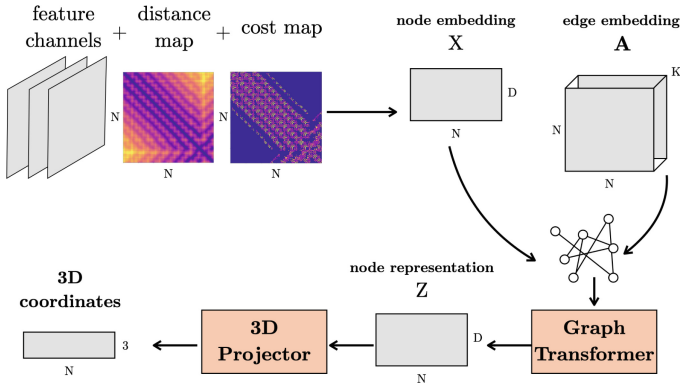 feature channels
+
distance map
+
cost map
N
N
N
N
node embedding
X
D
N
edge embedding
A
K
N
N
node representation
Z
D
N
Graph
Transformer
3D
Projector
3D
coordinates
3
N